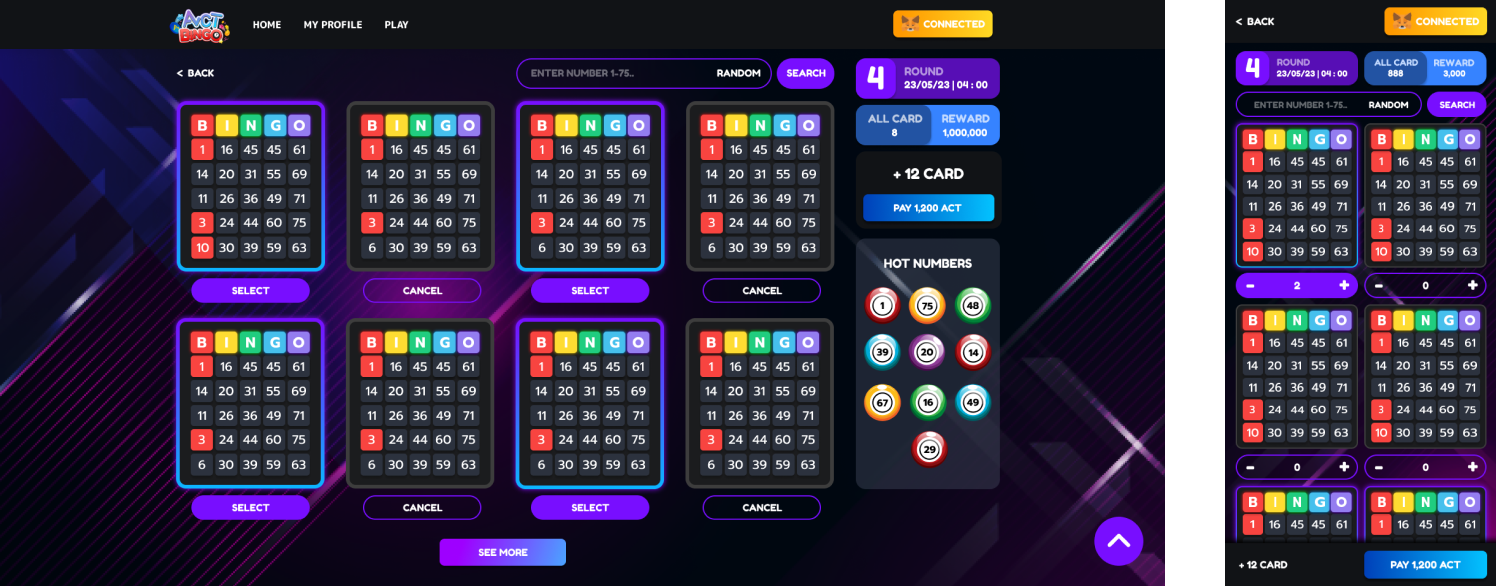 ACT BINGO HOME MY PROFILE PLAY CONNECTED
< BACK ENTER NUMBER 1-75.. RANDOM SEARCH
B I N G O B I N G O B I N G O B I N G O
1 16 45 45 61 1 16 45 45 61 1 16 45 45 61 1 16 45 45 61
14 20 31 55 69 14 20 31 55 69 14 20 31 55 69 14 20 31 55 69
11 26 36 49 71 11 26 36 49 71 11 26 36 49 71 11 26 36 49 71
3 24 44 60 75 3 24 44 60 75 3 24 44 60 75 3 24 44 60 75
10 30 39 59 63 6 30 39 59 63 6 30 39 59 63 6 30 39 59 63
SELECT CANCEL SELECT CANCEL
B I N G O B I N G O B I N G O B I N G O
1 16 45 45 61 1 16 45 45 61 1 16 45 45 61 1 16 45 45 61
14 20 31 55 69 14 20 31 55 69 14 20 31 55 69 14 20 31 55 69
11 26 36 49 71 11 26 36 49 71 11 26 36 49 71 11 26 36 49 71
3 24 44 60 75 3 24 44 60 75 3 24 44 60 75 3 24 44 60 75
6 30 39 59 63 6 30 39 59 63 6 30 39 59 63 6 30 39 59 63
SELECT CANCEL SELECT CANCEL
SEE MORE
4 ROUND
23/05/23 | 04 : 00
ALL CARD REWARD
8 1,000,000
+ 12 CARD
PAY 1,200 ACT
HOT NUMBERS
1 75 48
39 20 14
67 16 49
29
< BACK CONNECTED
4 ROUND ALL CARD REWARD
23/05/23 | 04 : 00 888 3,000
ENTER NUMBER 1-75.. RANDOM SEARCH
B I N G O B I N G O
1 16 45 45 61 1 16 45 45 61
14 20 31 55 69 14 20 31 55 69
11 26 36 49 71 11 26 36 49 71
3 24 44 60 75 3 24 44 60 75
10 30 39 59 63 10 30 39 59 63
- 2 + - 0 +
B I N G O B I N G O
1 16 45 45 61 1 16 45 45 61
14 20 31 55 69 14 20 31 55 69
11 26 36 49 71 11 26 36 49 71
3 24 44 60 75 3 24 44 60 75
10 30 39 59 63 10 30 39 59 63
- 0 + - 0 +
B I N G O B I N G O
1 16 45 45 61 1 16 45 45 61
+ 12 CARD PAY 1,200 ACT